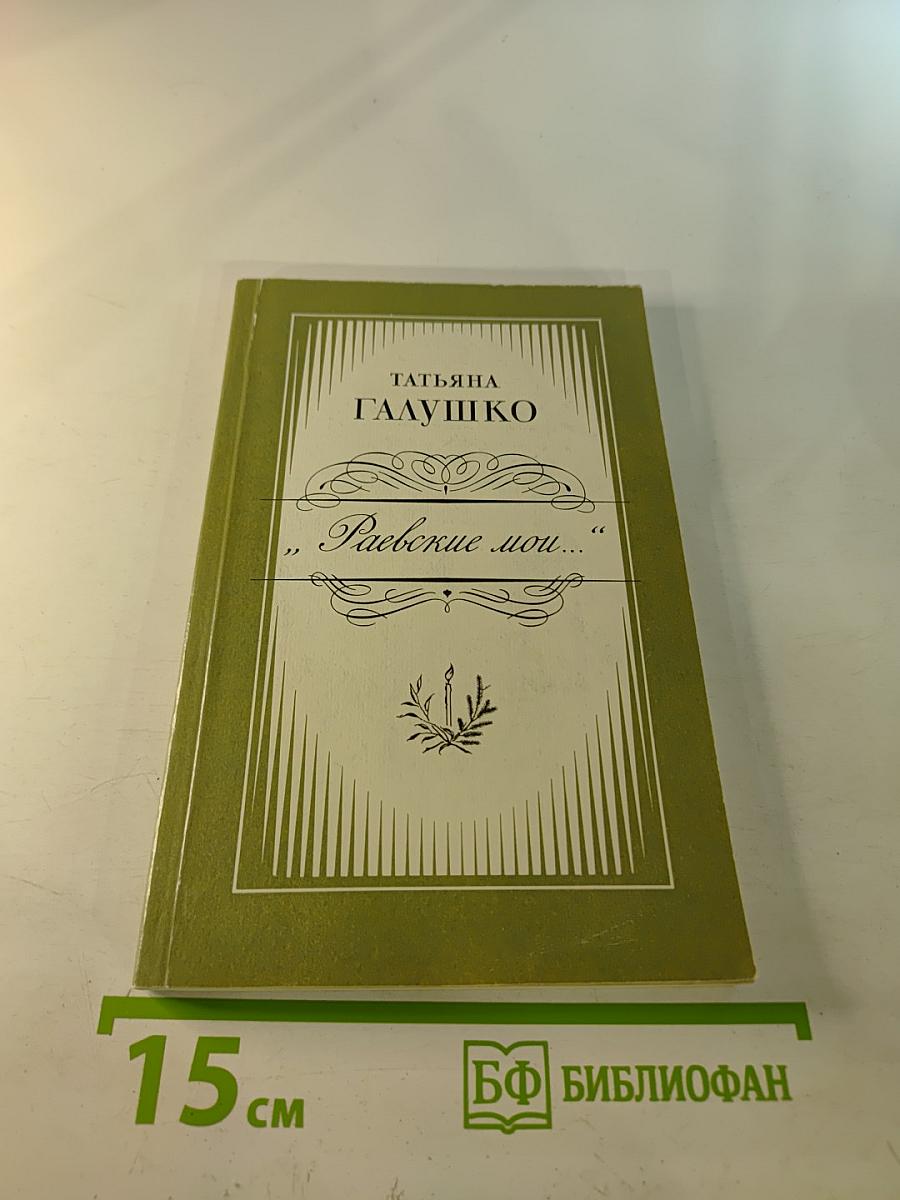 ТАТЬЯНА
ГАЛУШКО
„Раевские мои...“
15 см
БФ БИБЛИОФАН